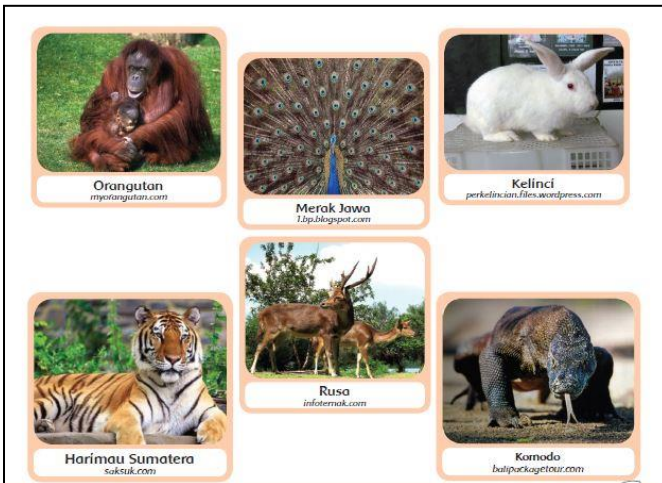 Orangutan
myorangutan.com
Merak Jawa
1.bp.blogspot.com
Kelinci
perkelincian.files.wordpress.com
Harimau Sumatera
saksuk.com
Rusa
infoternak.com
Komodo
balipackagetour.com